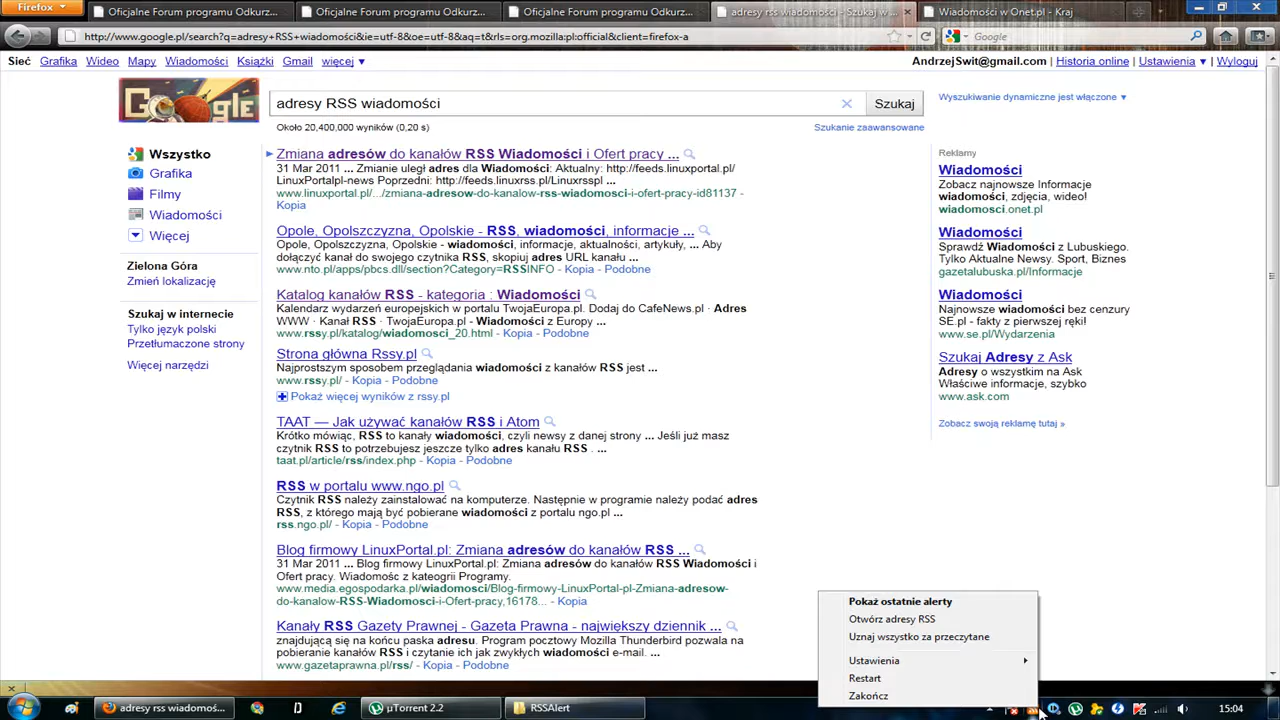 Firefox
Oficjalne Forum programu Odkurz...
Oficjalne Forum programu Odkurz...
Oficjalne Forum programu Odkurz...
adresy rss wiadomości - Szukaj w ...
Wiadomości w Onet.pl - Kraj
http://www.google.pl/search?q=adresy+RSS+wiadomości&ie=utf-8&oe=utf-8&aq=t&rls=org.mozilla:pl:official&client=firefox-a
Google
Sieć Grafika Wideo Mapy Wiadomości Książki Gmail więcej
AndrzejSwit@gmail.com | Historia online | Ustawienia | Wyloguj
Google
adresy RSS wiadomości
Szukaj
Wyszukiwanie dynamiczne jest włączone
Około 20,400,000 wyników (0,20 s)
Szukanie zaawansowane
Wszystko
Grafika
Filmy
Wiadomości
Więcej
Zielona Góra
Zmień lokalizację
Szukaj w internecie
Tylko język polski
Przetłumaczone strony
Więcej narzędzi
Zmiana adresów do kanałów RSS Wiadomości i Ofert pracy ...
31 Mar 2011 ... Zmianie uległ adres dla Wiadomości: Aktualny: http://feeds.linuxportal.pl/
LinuxPortalpl-news Poprzedni: http://feeds.linuxrss.pl/Linuxrsspl ...
www.linuxportal.pl/.../zmiana-adresow-do-kanalow-rss-wiadomosci-i-ofert-pracy-id81137 -
Kopia
Opole, Opolszczyzna, Opolskie - RSS, wiadomości, informacje ...
Opole, Opolszczyzna, Opolskie - wiadomości, informacje, aktualności, artykuły, ... Aby
dołączyć kanał do swojego czytnika RSS, skopiuj adres URL kanału ...
www.nto.pl/apps/pbcs.dll/section?Category=RSSINFO - Kopia - Podobne
Katalog kanałów RSS - kategoria : Wiadomości
Kalendarz wydarzeń europejskich w portalu TwojaEuropa.pl. Dodaj do CafeNews.pl · Adres
WWW · Kanał RSS · TwojaEuropa.pl - Wiadomości z Europy ...
www.rssy.pl/katalog/wiadomosci_20.html - Kopia - Podobne
Strona główna Rssy.pl
Najprostszym sposobem przeglądania wiadomości z kanałów RSS jest ...
www.rssy.pl/ - Kopia - Podobne
Pokaż więcej wyników z rssy.pl
TAAT — Jak używać kanałów RSS i Atom
Krótko mówiąc, RSS to kanały wiadomości, czyli newsy z danej strony ... Jeśli już masz
czytnik RSS to potrzebujesz jeszcze tylko adres kanału RSS . ...
taat.pl/article/rss/index.php - Kopia - Podobne
RSS w portalu www.ngo.pl
Czytnik RSS należy zainstalować na komputerze. Następnie w programie należy podać adres
RSS, z którego mają być pobierane wiadomości z portalu ngo.pl ...
rss.ngo.pl/ - Kopia - Podobne
Blog firmowy LinuxPortal.pl: Zmiana adresów do kanałów RSS ...
31 Mar 2011 ... Blog firmowy LinuxPortal.pl: Zmiana adresów do kanałów RSS Wiadomości i
Ofert pracy. Wiadomośc z kateogrii Programy.
www.media.egospodarka.pl/wiadomosci/Blog-firmowy-LinuxPortal-pl-Zmiana-adresow-
do-kanalow-RSS-Wiadomosci-i-Ofert-pracy,16178... - Kopia
Kanały RSS Gazety Prawnej - Gazeta Prawna - największy dziennik ...
znajdującą się na końcu paska adresu. Program pocztowy Mozilla Thunderbird pozwala na
pobieranie kanałów RSS i czytanie ich jak zwykłych wiadomości e-mail. ...
www.gazetaprawna.pl/rss/ - Kopia - Podobne
Reklamy
Wiadomości
Zobacz najnowsze Informacje
wiadomości, zdjęcia, wideo!
wiadomosci.onet.pl
Wiadomości
Sprawdź Wiadomości z Lubuskiego.
Tylko Aktualne Newsy. Sport, Biznes
gazetalubuska.pl/Informacje
Wiadomości
Najnowsze wiadomości bez cenzury
SE.pl - fakty z pierwszej ręki!
www.se.pl/Wydarzenia
Szukaj Adresy z Ask
Adresy o wszystkim na Ask
Właściwe informacje, szybko
www.ask.com
Zobacz swoją reklamę tutaj »
Pokaż ostatnie alerty
Otwórz adresy RSS
Uznaj wszystko za przeczytane
Ustawienia
Restart
Zakończ
adresy rss wiadomoś...
µTorrent 2.2
RSSAlert
15:04